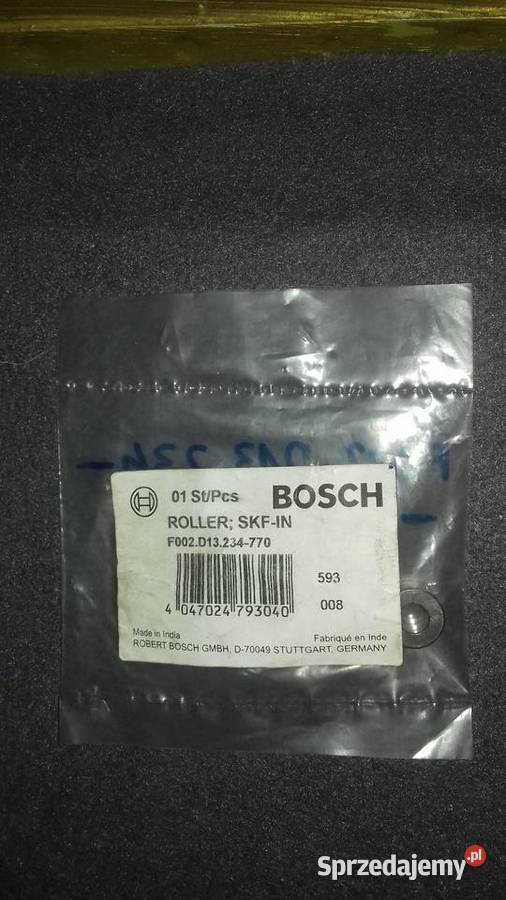 01 St/Pcs BOSCH
ROLLER; SKF-IN
F002.D13.234-770
593
4 047024 793040
008
Made in India Fabriqué en Inde
ROBERT BOSCH GMBH, D-70049 STUTTGART. GERMANY
Sprzedajemy.pl